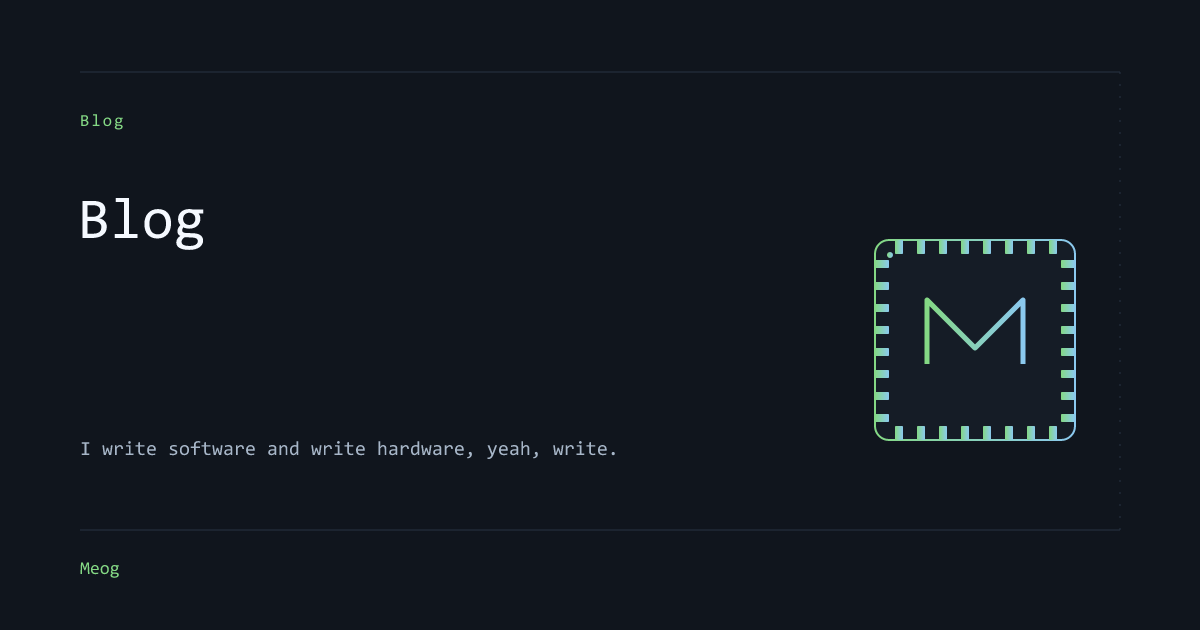 Blog
Blog
M
I write software and write hardware, yeah, write.
Meog